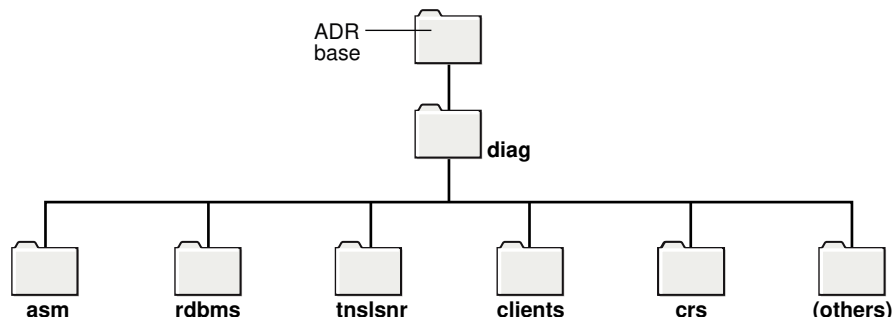 ADR
base
diag
asm
rdbms
tnslsnr
clients
crs
(others)